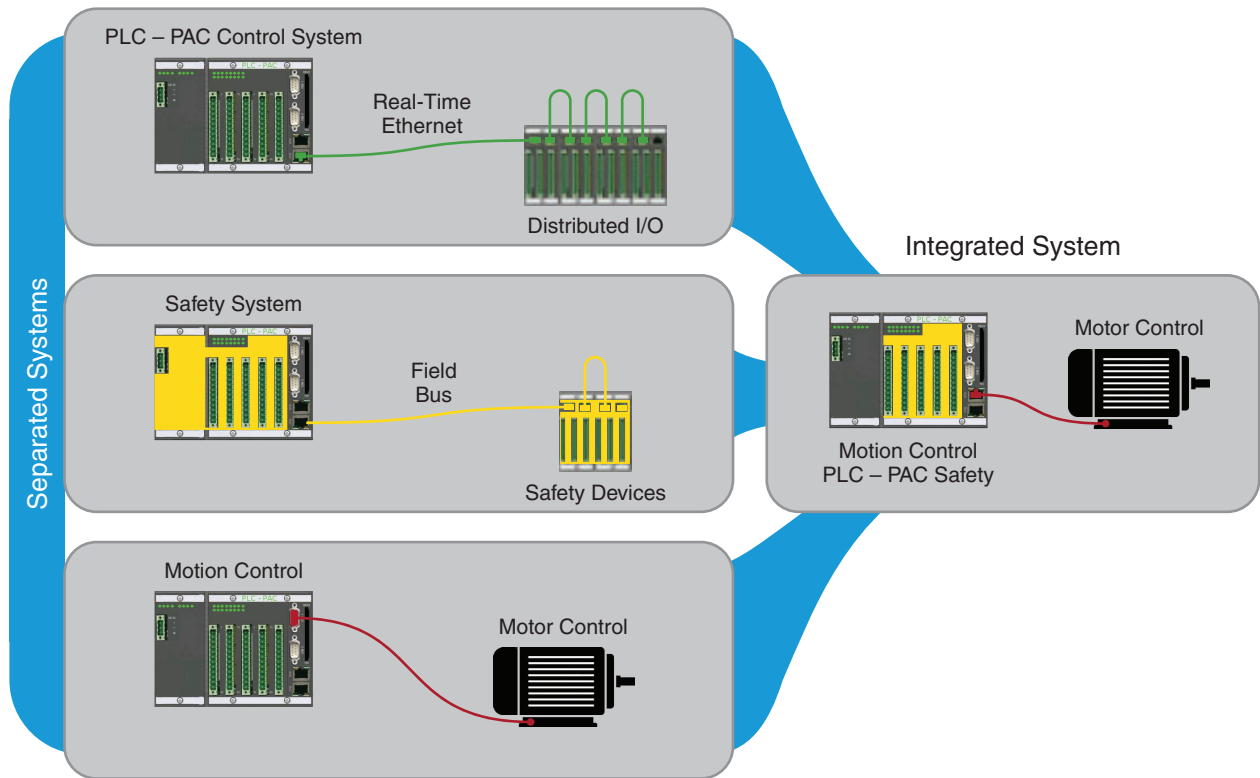 PLC – PAC Control System
PLC – PAC
Real-Time
Ethernet
Distributed I/O
Separated Systems
Safety System
PLC – PAC
Field
Bus
Safety Devices
Motion Control
PLC – PAC
Motor Control
Integrated System
PLC – PAC
Motor Control
Motion Control
PLC – PAC Safety